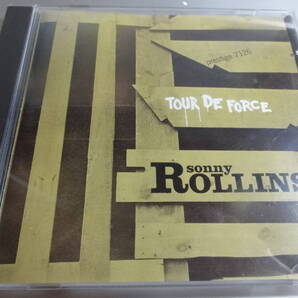 prestige 7126
TOUR DE FORCE
sonny
ROLLINS